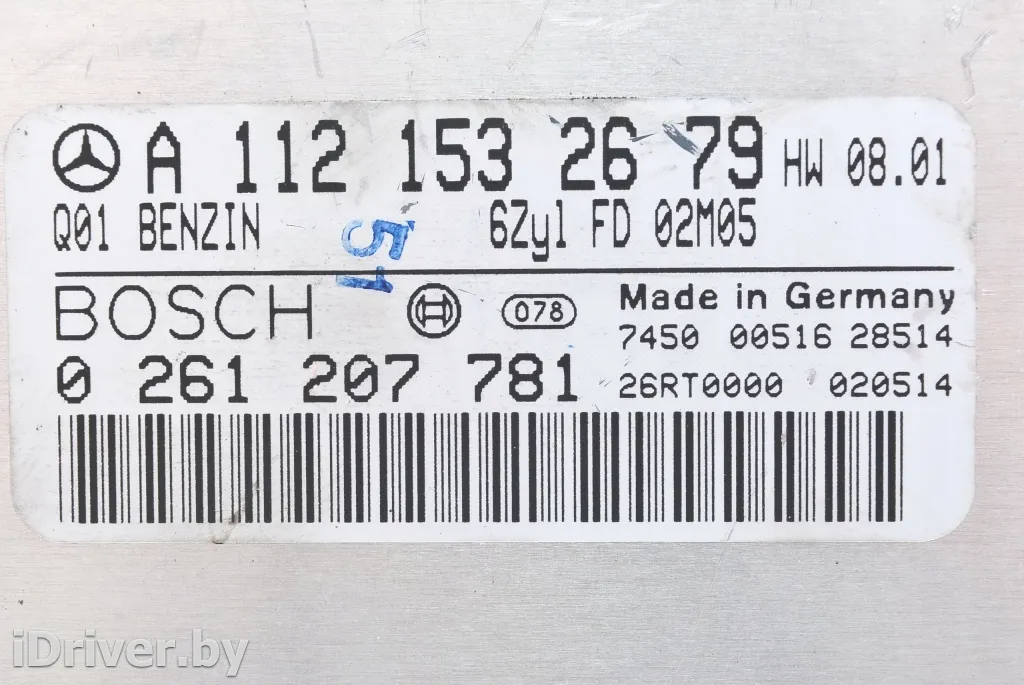 A 112 153 26 79 HW 08.01
Q01 BENZIN 6Zyl FD 02M05
51
BOSCH 078 Made in Germany
7450 00516 28514
0 261 207 781 26RT0000 020514
iDriver.by